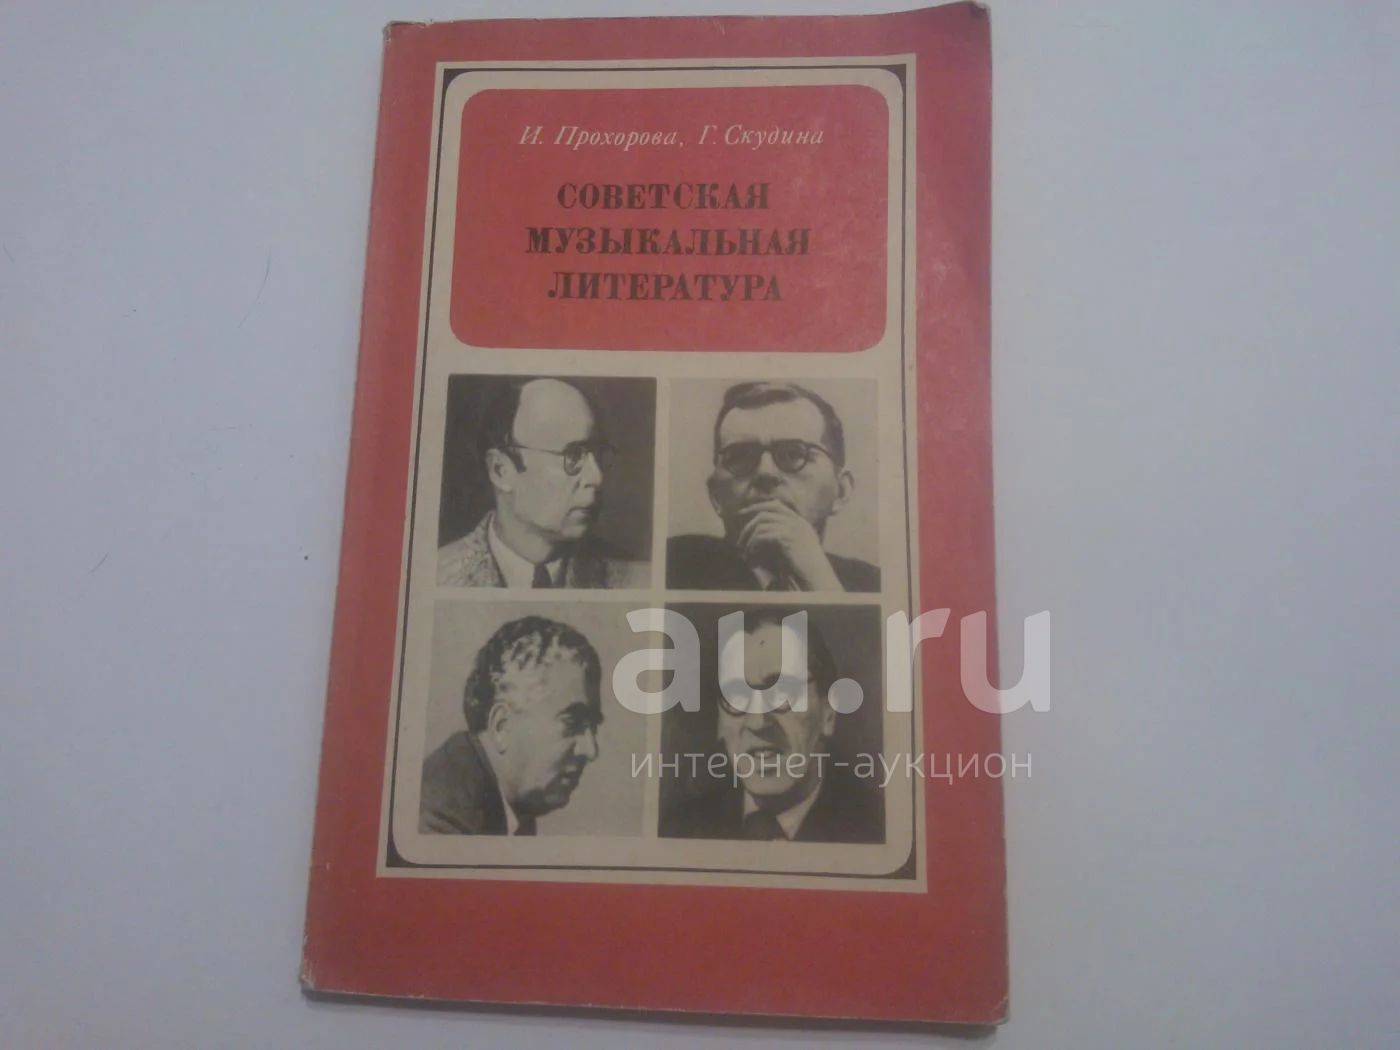 И. Прохорова, Г. Скудина
СОВЕТСКАЯ
МУЗЫКАЛЬНАЯ
ЛИТЕРАТУРА
au.ru
интернет-аукцион